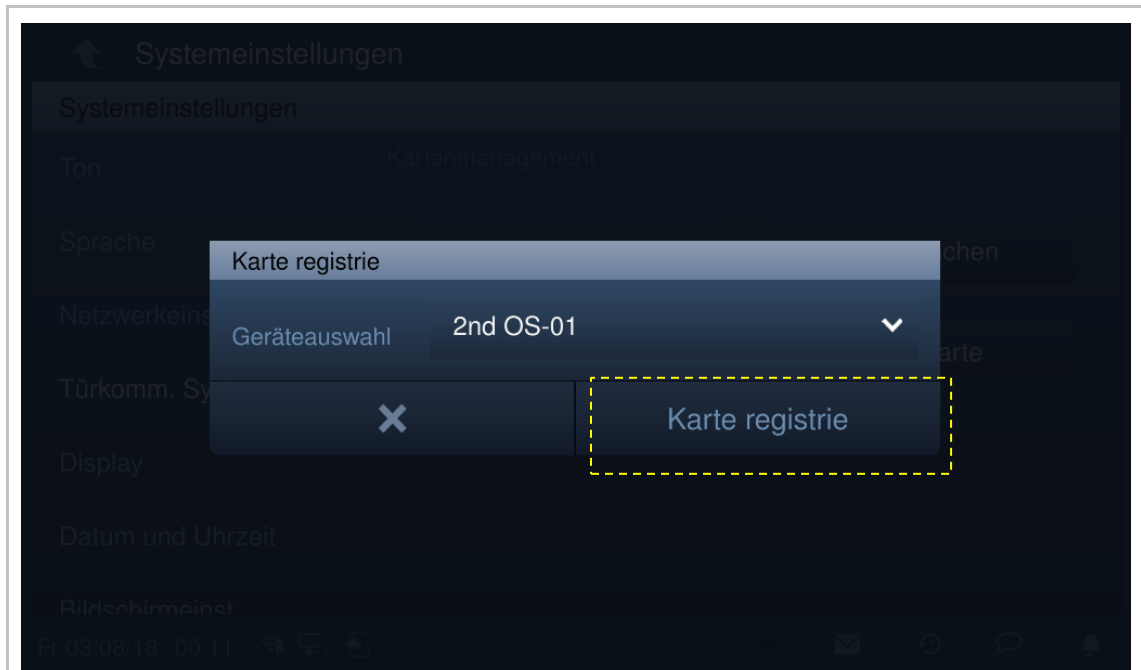 Systemeinstellungen
Systemeinstellungen
Ton
Kartenmanagement
Sprache
schen
Karte registrie
Netzwerkeins
Geräteauswahl
2nd OS-01
arte
Türkomm. Sy
Karte registrie
Display
Datum und Uhrzeit
Bildschirmeinst
Fr 03/08/18 00:11